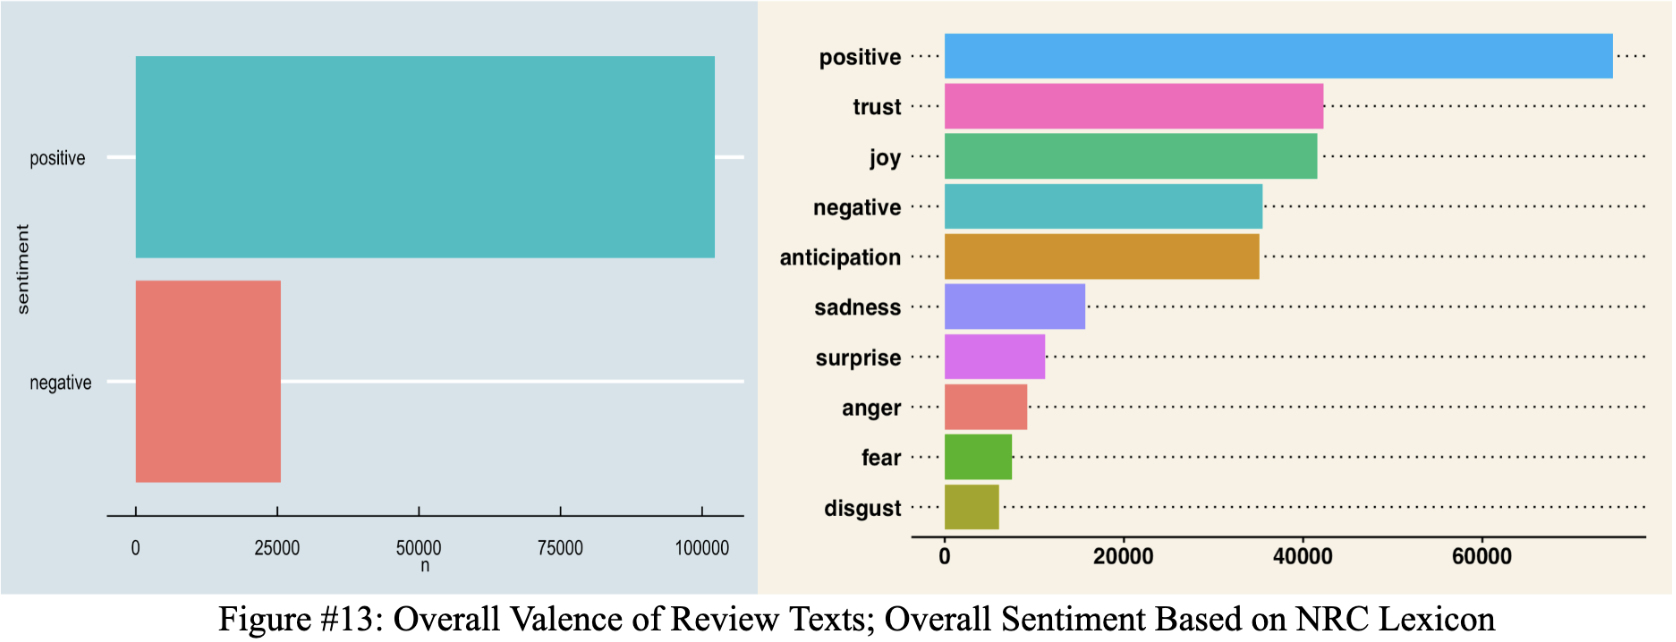 sentiment
positive
negative
0 25000 50000 75000 100000
n
positive
trust
joy
negative
anticipation
sadness
surprise
anger
fear
disgust
0 20000 40000 60000
Figure #13: Overall Valence of Review Texts; Overall Sentiment Based on NRC Lexicon